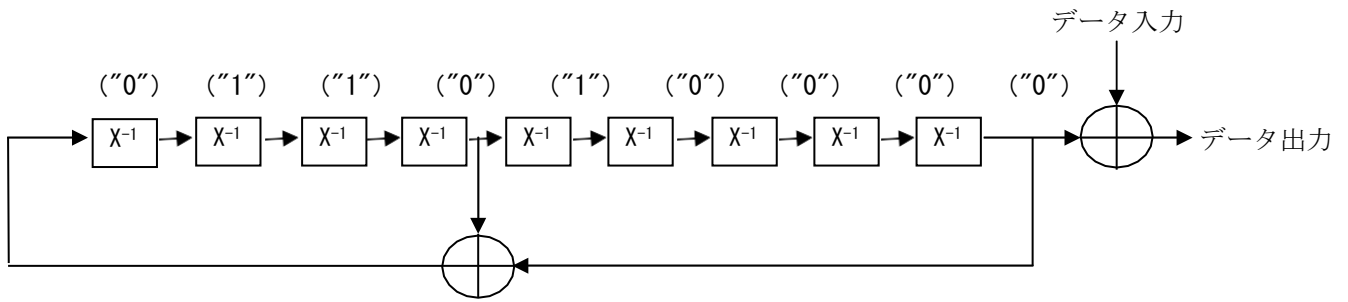 データ入力
("0") ("1") ("1") ("0") ("1") ("0") ("0") ("0") ("0")
X⁻¹ X⁻¹ X⁻¹ X⁻¹ X⁻¹ X⁻¹ X⁻¹ X⁻¹ X⁻¹
データ出力